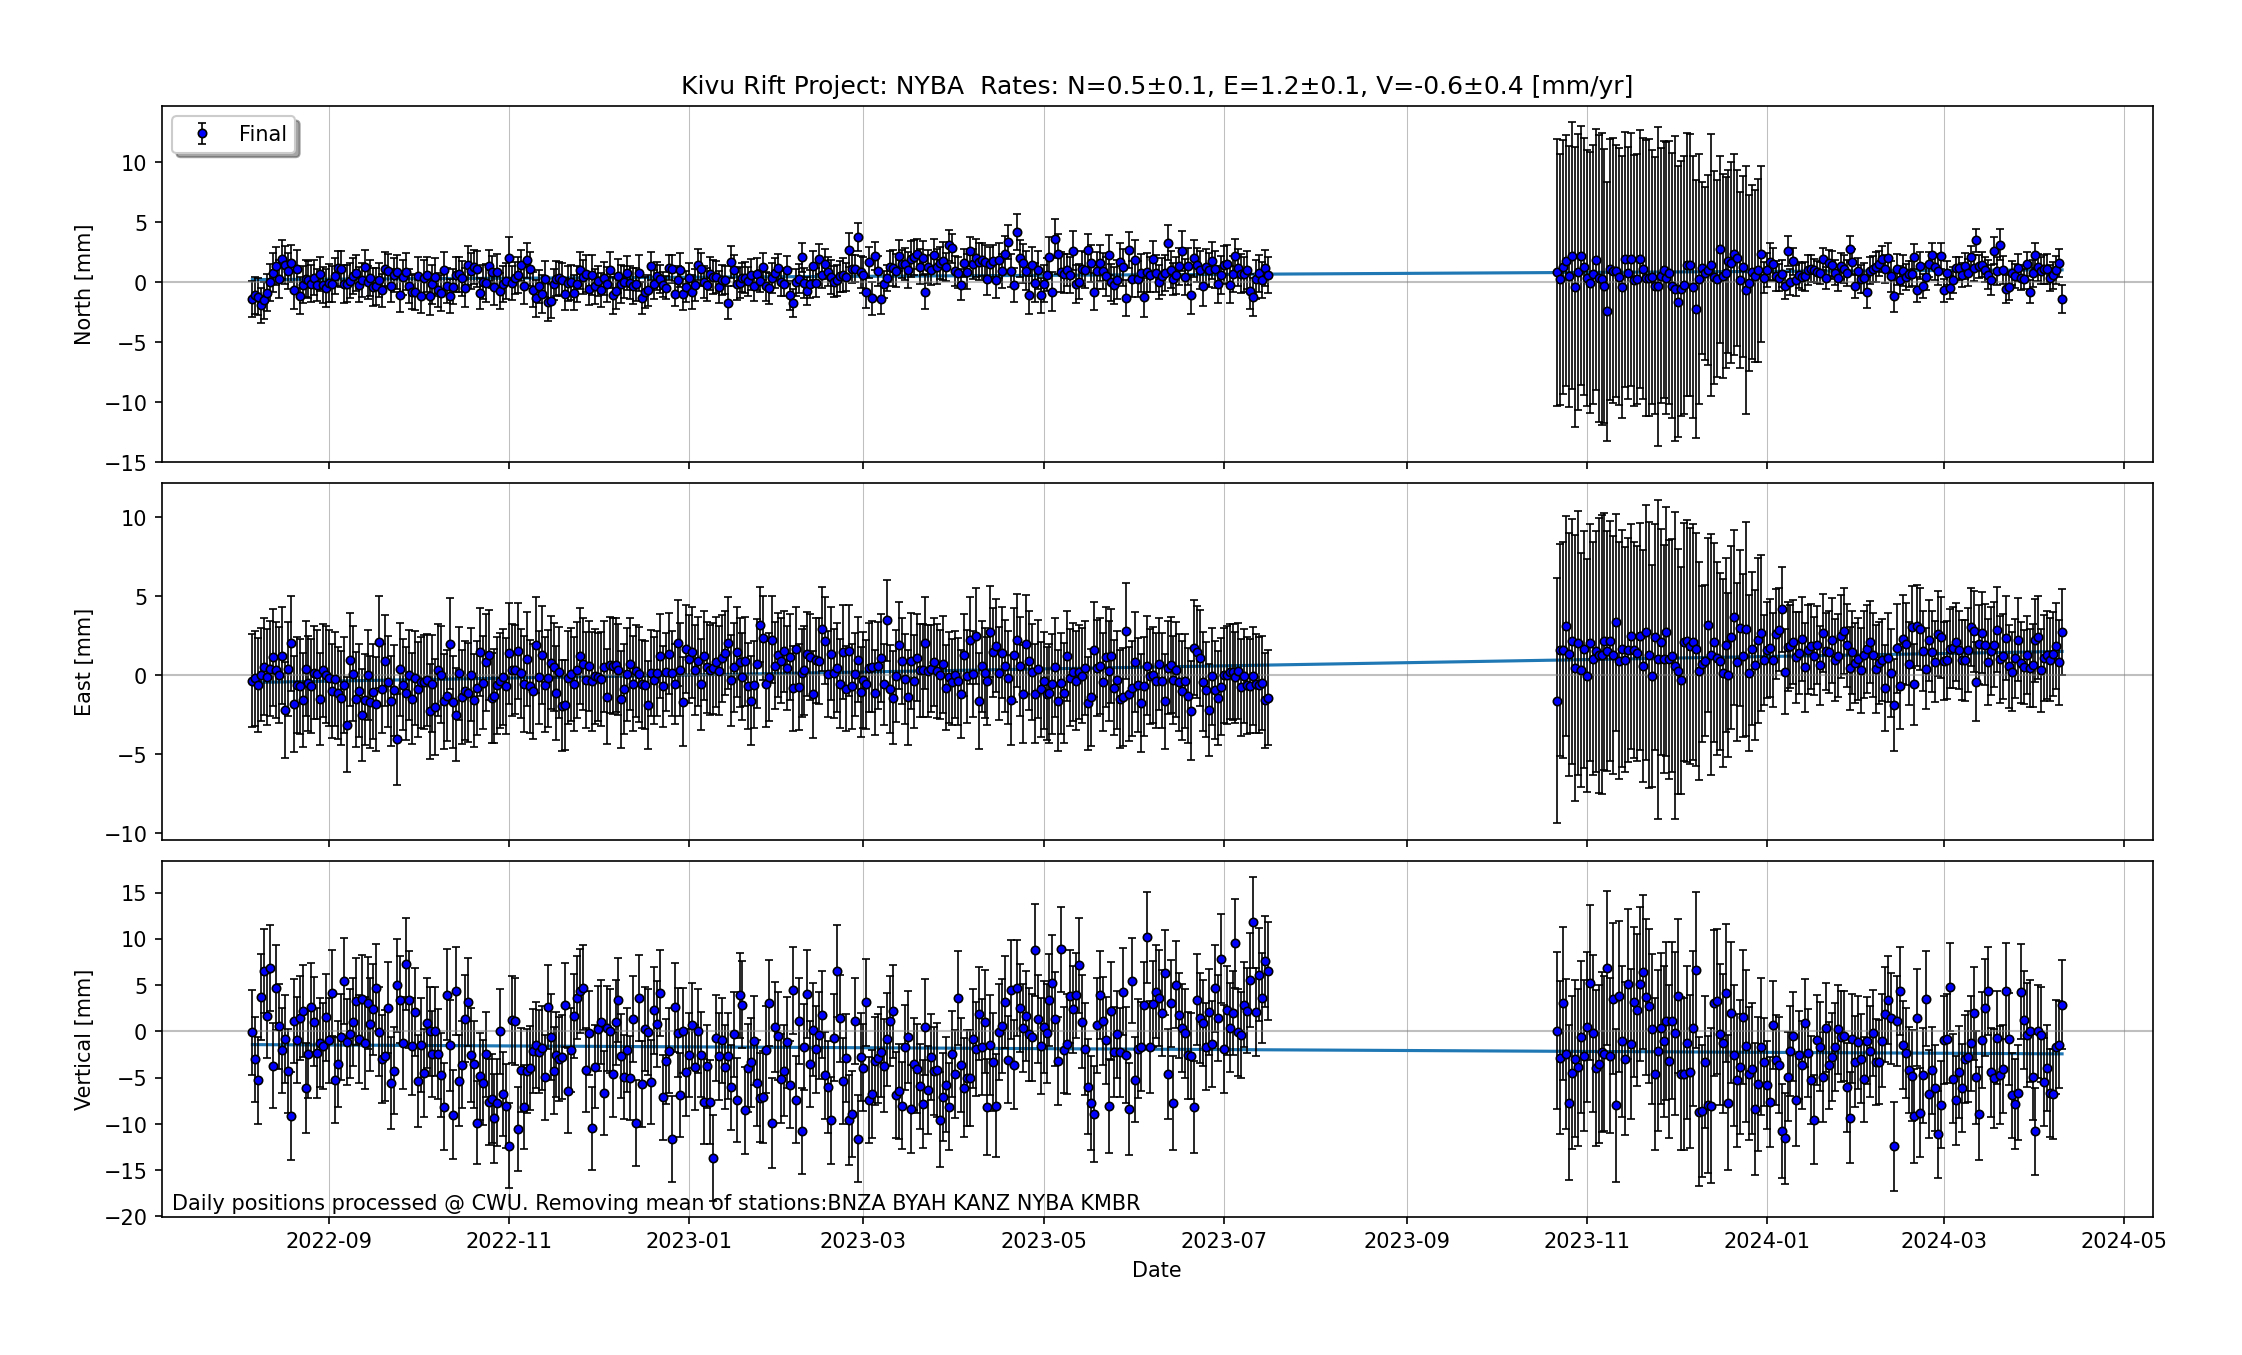 Kivu Rift Project: NYBA  Rates: N=0.5±0.1, E=1.2±0.1, V=-0.6±0.4 [mm/yr]
Final
North [mm]
10
5
0
−5
−10
−15
East [mm]
10
5
0
−5
−10
Vertical [mm]
15
10
5
0
−5
−10
−15
−20
Daily positions processed @ CWU. Removing mean of stations:BNZA BYAH KANZ NYBA KMBR
2022-09 2022-11 2023-01 2023-03 2023-05 2023-07 2023-09 2023-11 2024-01 2024-03 2024-05
Date